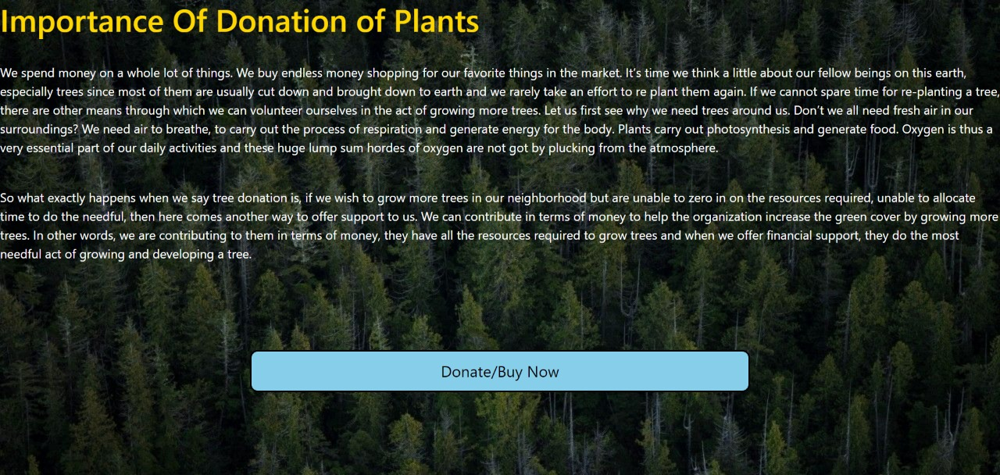 Importance Of Donation of Plants
We spend money on a whole lot of things. We buy endless money shopping for our favorite things in the market. It’s time we think a little about our fellow beings on this earth,
especially trees since most of them are usually cut down and brought down to earth and we rarely take an effort to re plant them again. If we cannot spare time for re-planting a tree,
there are other means through which we can volunteer ourselves in the act of growing more trees. Let us first see why we need trees around us. Don’t we all need fresh air in our
surroundings? We need air to breathe, to carry out the process of respiration and generate energy for the body. Plants carry out photosynthesis and generate food. Oxygen is thus a
very essential part of our daily activities and these huge lump sum hordes of oxygen are not got by plucking from the atmosphere.
So what exactly happens when we say tree donation is, if we wish to grow more trees in our neighborhood but are unable to zero in on the resources required, unable to allocate
time to do the needful, then here comes another way to offer support to us. We can contribute in terms of money to help the organization increase the green cover by growing more
trees. In other words, we are contributing to them in terms of money, they have all the resources required to grow trees and when we offer financial support, they do the most
needful act of growing and developing a tree.
Donate/Buy Now